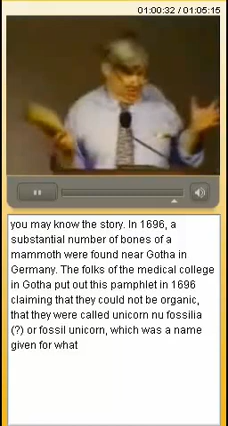 01:00:32 / 01:05:15
you may know the story. In 1696, a
substantial number of bones of a
mammoth were found near Gotha in
Germany. The folks of the medical college
in Gotha put out this pamphlet in 1696
claiming that they could not be organic,
that they were called unicorn nu fossilia
(?) or fossil unicorn, which was a name
given for what